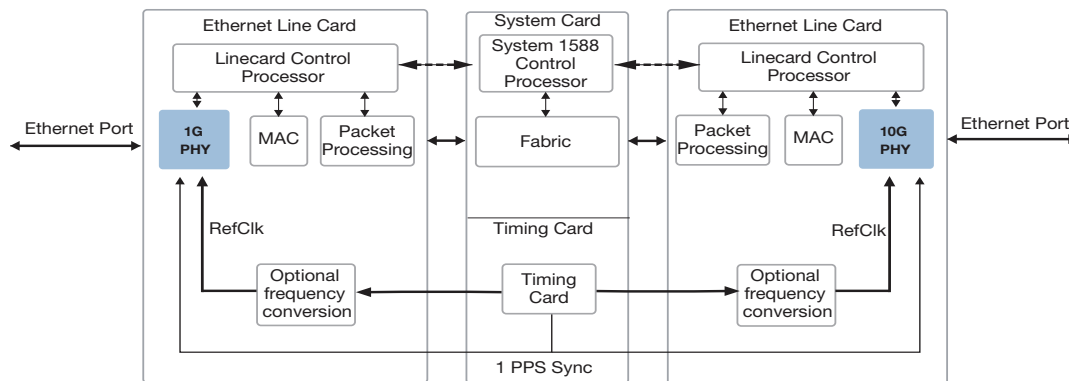 Ethernet Line Card
System Card
Ethernet Line Card
Linecard Control
Processor
System 1588
Control
Processor
Linecard Control
Processor
Ethernet Port
1G
PHY
MAC
Packet
Processing
Fabric
Packet
Processing
MAC
10G
PHY
Ethernet Port
RefClk
Timing Card
RefClk
Optional
frequency
conversion
Timing
Card
Optional
frequency
conversion
1 PPS Sync